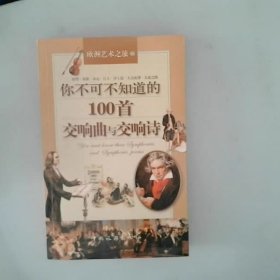 欧洲艺术之旅
你不可不知道的
100首
交响曲与交响诗
You must know these Symphonies
and Symphonic poems